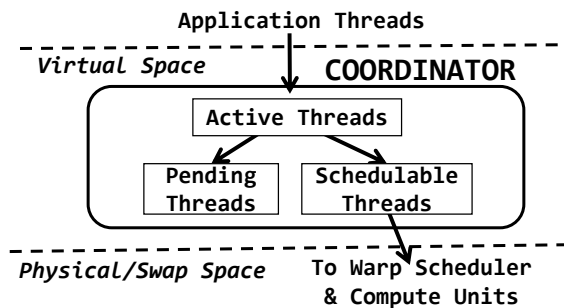 Application Threads
Virtual Space
COORDINATOR
Active Threads
Pending
Threads
Schedulable
Threads
Physical/Swap Space
To Warp Scheduler
& Compute Units